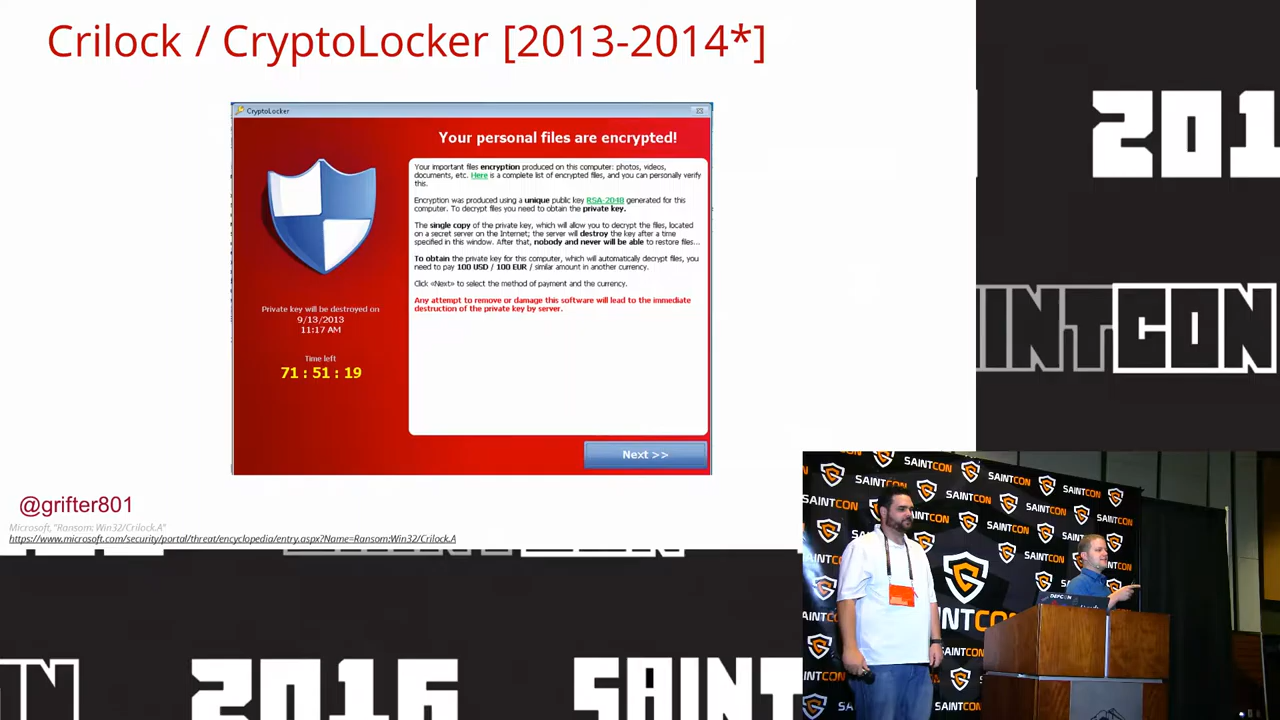 Crilock / CryptoLocker [2013-2014*]
CryptoLocker
Your personal files are encrypted!
Your important files encryption produced on this computer: photos, videos,
documents, etc. Here is a complete list of encrypted files, and you can personally verify
this.
Encryption was produced using a unique public key RSA-2048 generated for this
computer. To decrypt files you need to obtain the private key.
The single copy of the private key, which will allow you to decrypt the files, located
on a secret server on the Internet; the server will destroy the key after a time
specified in this window. After that, nobody and never will be able to restore files...
To obtain the private key for this computer, which will automatically decrypt files, you
need to pay 100 USD / 100 EUR / similar amount in another currency.
Click «Next» to select the method of payment and the currency.
Any attempt to remove or damage this software will lead to the immediate
destruction of the private key by server.
Private key will be destroyed on
9/13/2013
11:17 AM
Time left
71 : 51 : 19
Next >>
@grifter801
Microsoft, "Ransom: Win32/Crilock.A"
https://www.microsoft.com/security/portal/threat/encyclopedia/entry.aspx?Name=Ransom:Win32/Crilock.A
201
INTCON
ON 2016 SAINT
SAINTCON
SAINTCON
SAINTCON
SAINTCON
SAINTCON
DEFCON
INTCON